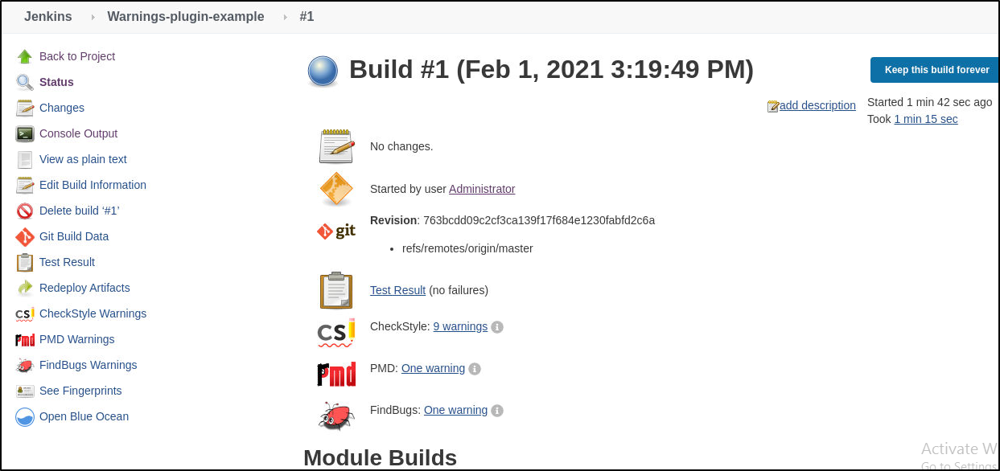 Jenkins Warnings-plugin-example #1
Back to Project
Status
Changes
Console Output
View as plain text
Edit Build Information
Delete build ‘#1’
Git Build Data
Test Result
Redeploy Artifacts
CheckStyle Warnings
PMD Warnings
FindBugs Warnings
See Fingerprints
Open Blue Ocean
Build #1 (Feb 1, 2021 3:19:49 PM)
Keep this build forever
add description
Started 1 min 42 sec ago
Took 1 min 15 sec
No changes.
Started by user Administrator
git
Revision: 763bcdd09c2cf3ca139f17f684e1230fabfd2c6a
refs/remotes/origin/master
Test Result (no failures)
CS
CheckStyle: 9 warnings
pmd
PMD: One warning
FindBugs: One warning
Module Builds
Activate W
Go to Settings